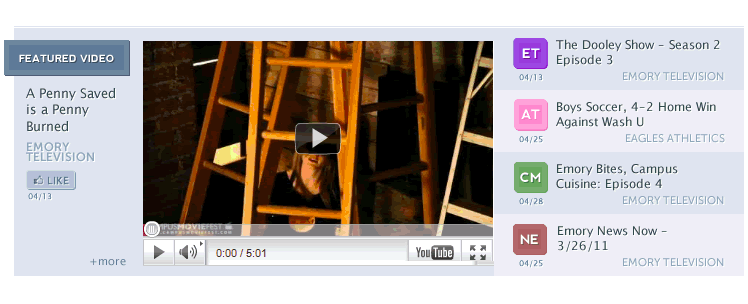 FEATURED VIDEO
A Penny Saved
is a Penny
Burned
EMORY
TELEVISION
LIKE
04/13
+more
IPUSMOVIEFEST
0:00 / 5:01
YouTube
ET
04/13
The Dooley Show – Season 2
Episode 3
EMORY TELEVISION
AT
04/25
Boys Soccer, 4-2 Home Win
Against Wash U
EAGLES ATHLETICS
CM
04/28
Emory Bites, Campus
Cuisine: Episode 4
EMORY TELEVISION
NE
04/25
Emory News Now –
3/26/11
EMORY TELEVISION